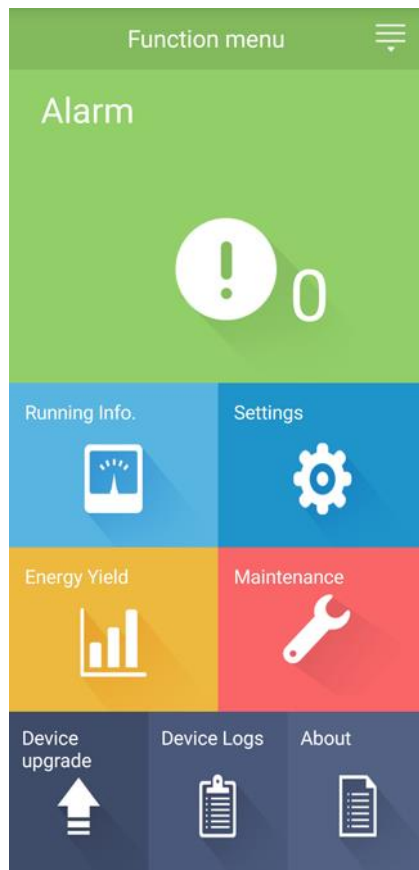 Function menu
Alarm
0
Running Info.
Settings
Energy Yield
Maintenance
Device
upgrade
Device Logs
About